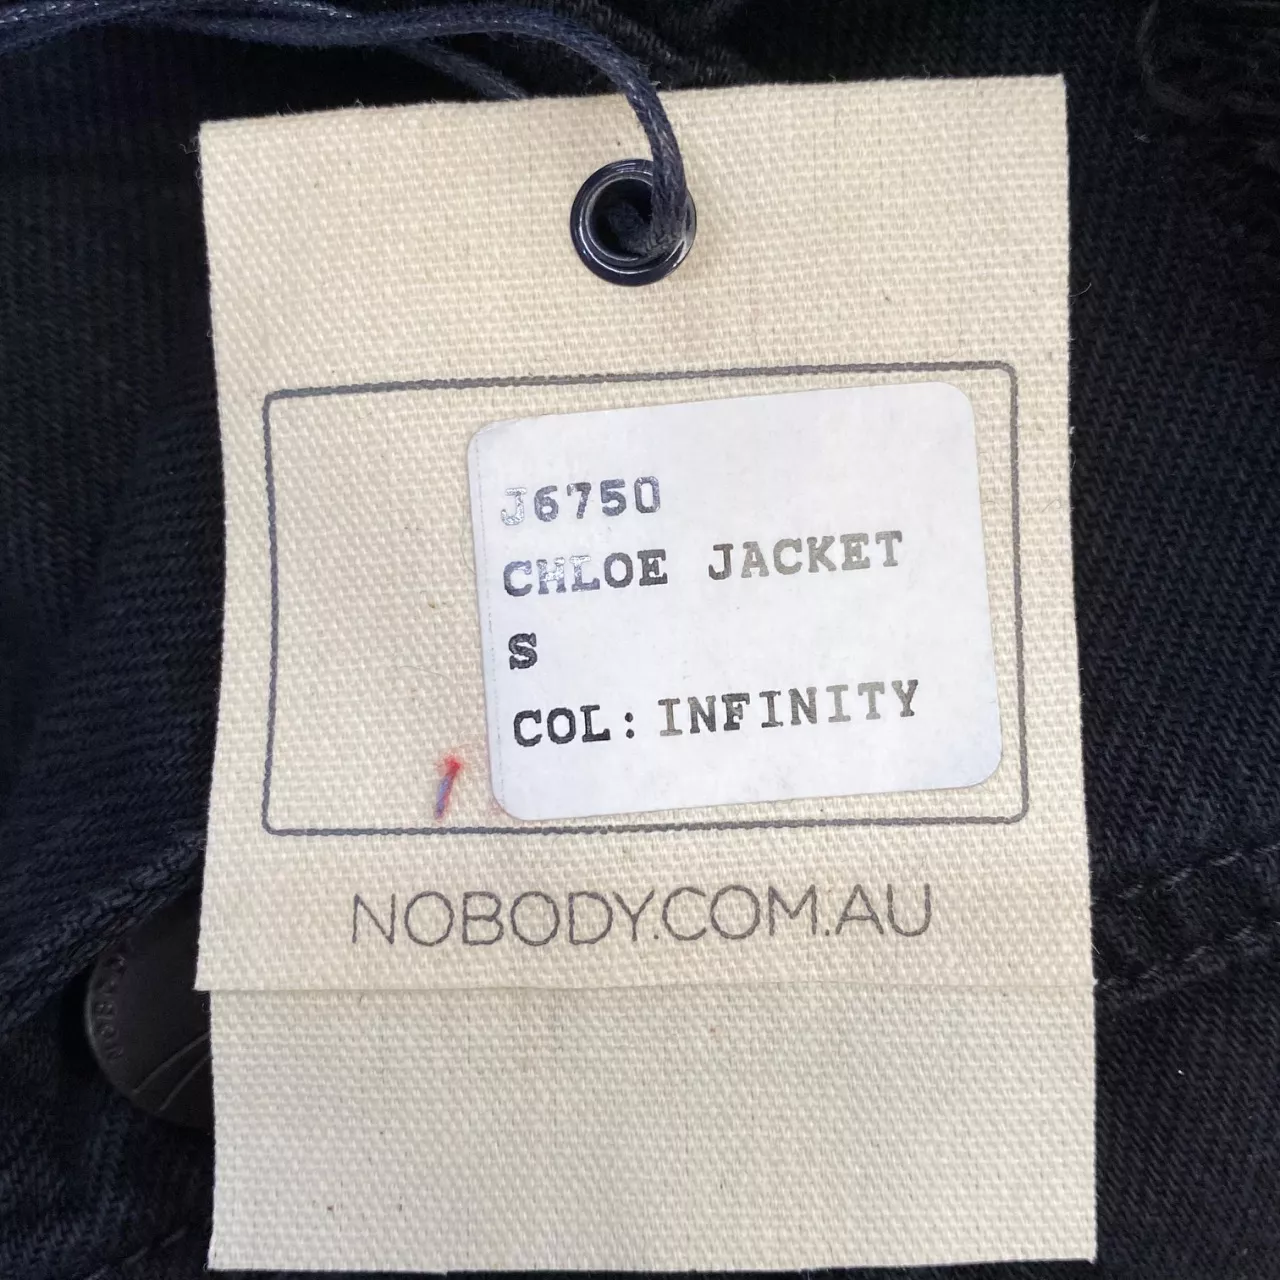 J6750
CHLOE JACKET
S
COL: INFINITY
NOBODY.COM.AU